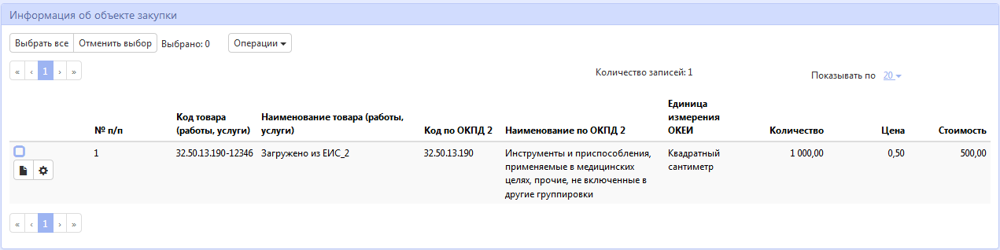 Информация об объекте закупки
Выбрать все Отменить выбор Выбрано: 0 Операции
« ‹ 1 › »
Количество записей: 1
Показывать по 20
№ п/п Код товара (работы, услуги) Наименование товара (работы, услуги) Код по ОКПД 2 Наименование по ОКПД 2 Единица измерения ОКЕИ Количество Цена Стоимость
1 32.50.13.190-12346 Загружено из ЕИС_2 32.50.13.190 Инструменты и приспособления, Квадратный 1 000,00 0,50 500,00
применяемые в медицинских сантиметр
целях, прочие, не включенные в
другие группировки
« ‹ 1 › »